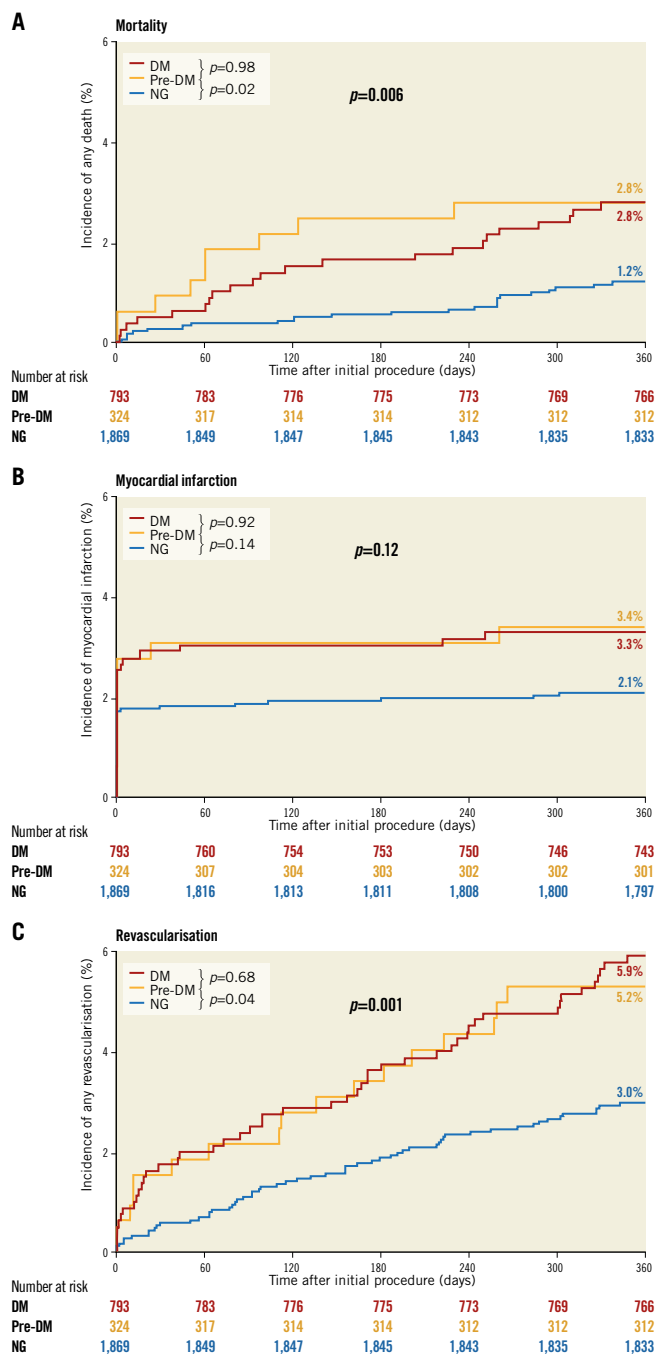 A
Mortality
Incidence of any death (%)
6
4
2
0
DM
Pre-DM
NG
p=0.98
p=0.02
p=0.006
2.8%
2.8%
1.2%
0 60 120 180 240 300 360
Time after initial procedure (days)
Number at risk
DM 793 783 776 775 773 769 766
Pre-DM 324 317 314 314 312 312 312
NG 1,869 1,849 1,847 1,845 1,843 1,835 1,833
B
Myocardial infarction
Incidence of myocardial infarction (%)
6
4
2
0
DM
Pre-DM
NG
p=0.92
p=0.14
p=0.12
3.4%
3.3%
2.1%
0 60 120 180 240 300 360
Time after initial procedure (days)
Number at risk
DM 793 760 754 753 750 746 743
Pre-DM 324 307 304 303 302 302 301
NG 1,869 1,816 1,813 1,811 1,808 1,800 1,797
C
Revascularisation
Incidence of any revascularisation (%)
6
4
2
0
DM
Pre-DM
NG
p=0.68
p=0.04
p=0.001
5.9%
5.2%
3.0%
0 60 120 180 240 300 360
Time after initial procedure (days)
Number at risk
DM 793 783 776 775 773 769 766
Pre-DM 324 317 314 314 312 312 312
NG 1,869 1,849 1,847 1,845 1,843 1,835 1,833